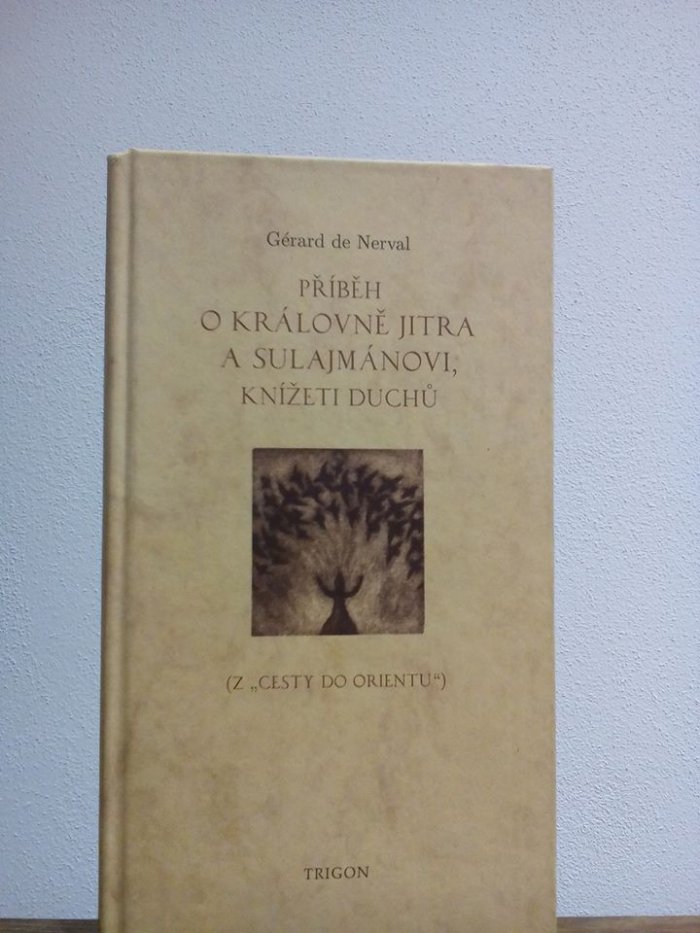 Gérard de Nerval
PŘÍBĚH
O KRÁLOVNĚ JITRA
A SULAJMÁNOVI,
KNÍŽETI DUCHŮ
(Z „CESTY DO ORIENTU“)
TRIGON